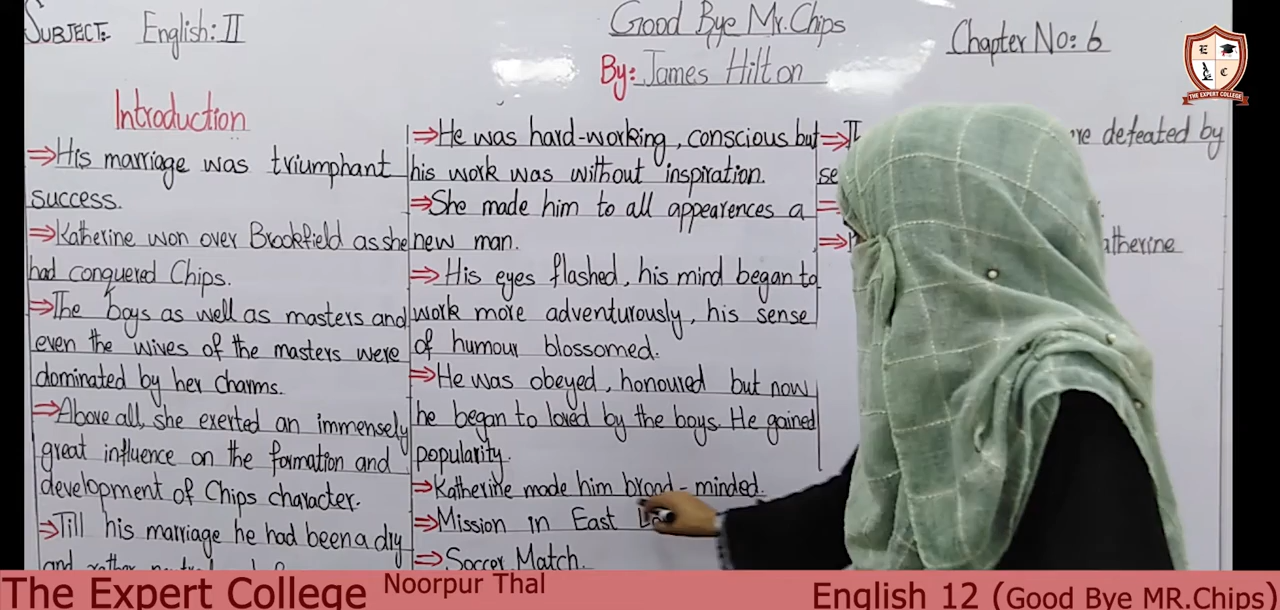 SUBJECT: English: II
Good Bye Mr. Chips
By: James Hilton
Chapter No: 6
E C
THE EXPERT COLLEGE
Introduction
⇒His marriage was triumphant
success.
⇒Katherine won over Brookfield as she
had conquered Chips.
⇒The boys as well as masters and
even the wives of the masters were
dominated by her charms.
⇒Above all, she exerted an immensely
great influence on the formation and
development of Chips character.
⇒Till his marriage he had been a dry
and rather
⇒He was hard-working, conscious but
his work was without inspiration.
⇒She made him to all appearences a
new man.
⇒His eyes flashed, his mind began to
work more adventurously, his sense
of humour blossomed.
⇒He was obeyed, honoured but now
he began to loved by the boys. He gained
popularity.
⇒Katherine made him broad-minded.
⇒Mission in East
⇒Soccer Match.
⇒ defeated by
⇒
⇒ atherine
The Expert College Noorpur Thal
English 12 (Good Bye MR.Chips)